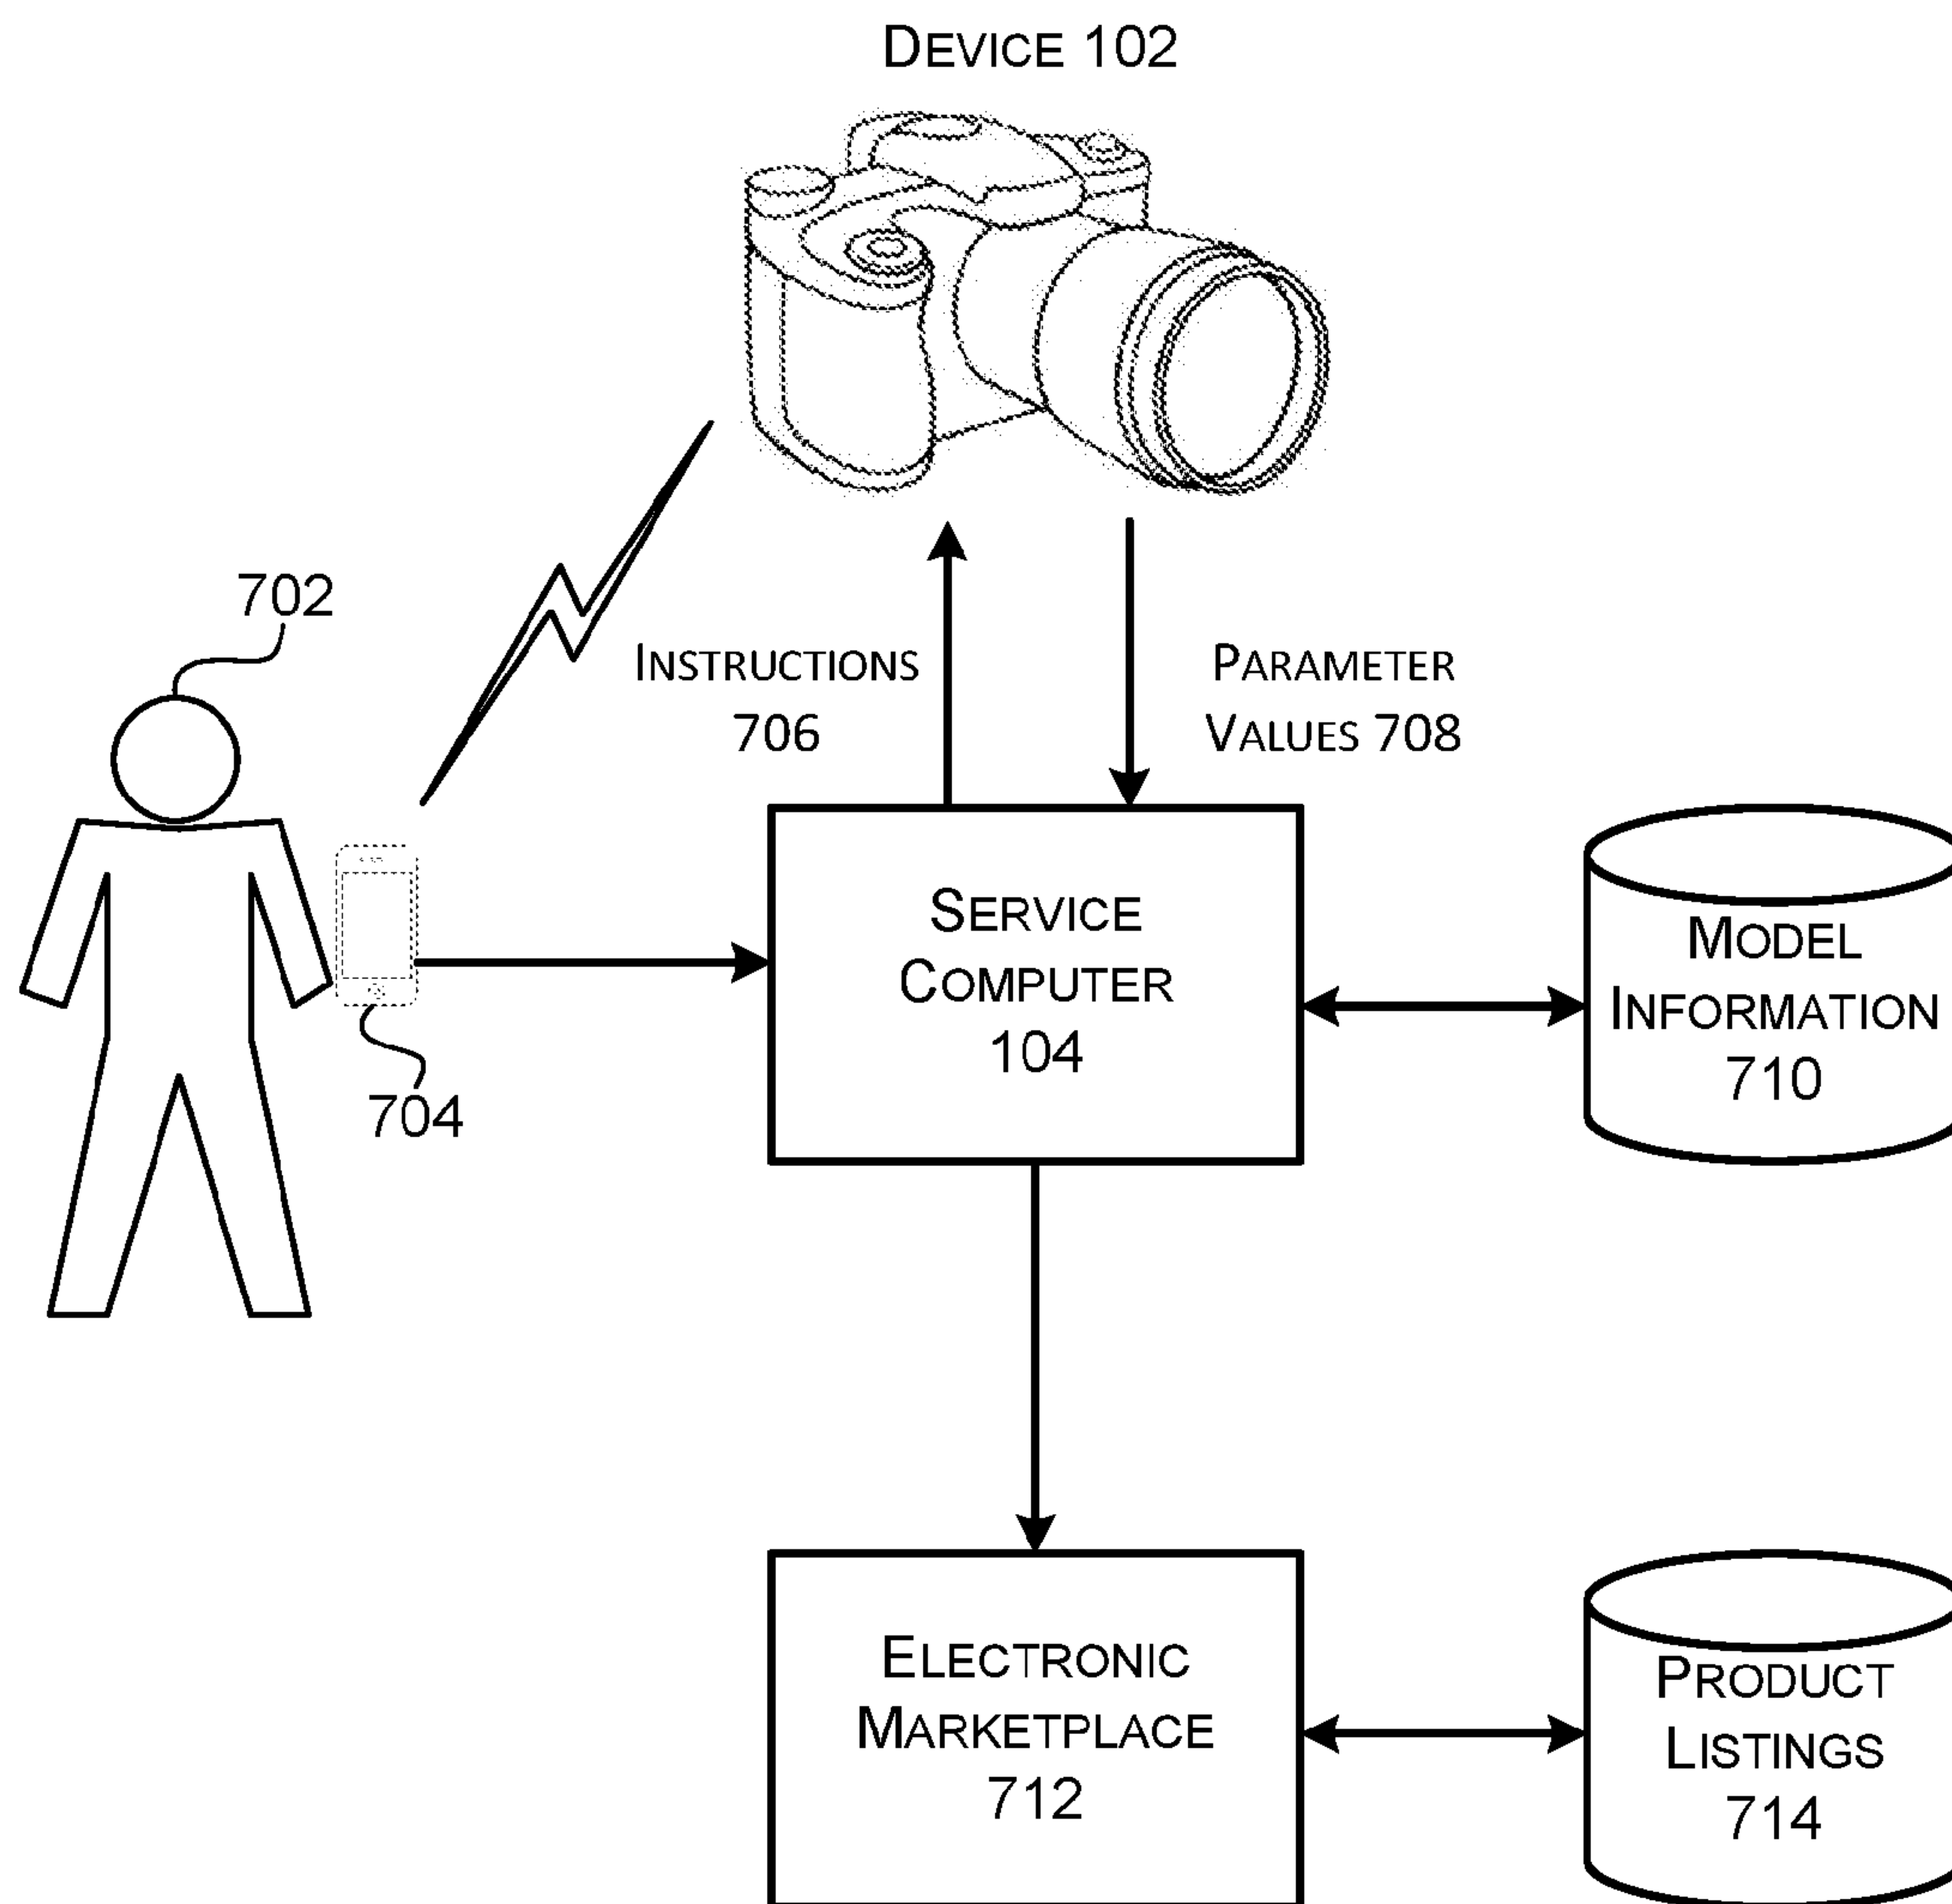 DEVICE 102
702
INSTRUCTIONS
706
PARAMETER
VALUES 708
SERVICE
COMPUTER
104
MODEL
INFORMATION
710
704
ELECTRONIC
MARKETPLACE
712
PRODUCT
LISTINGS
714